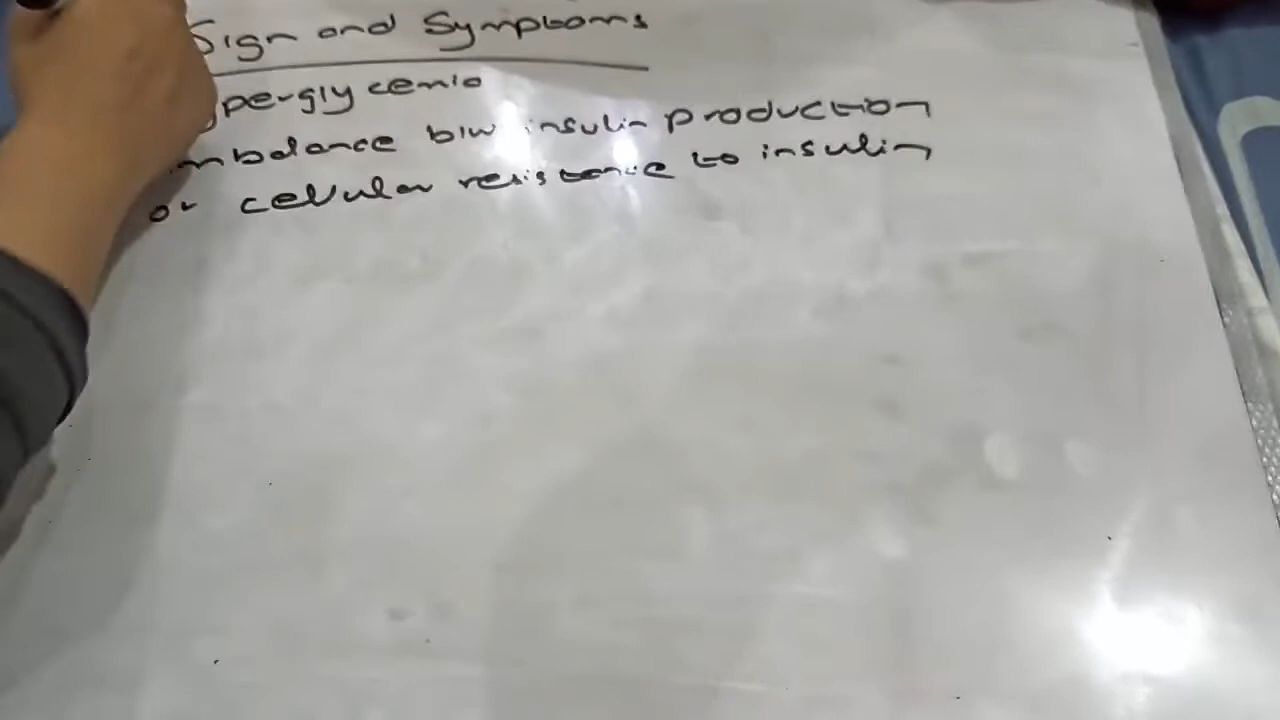 Sign and Symptoms
perglycemia
mbalance b/w insulin production
or cellular resistance to insulin